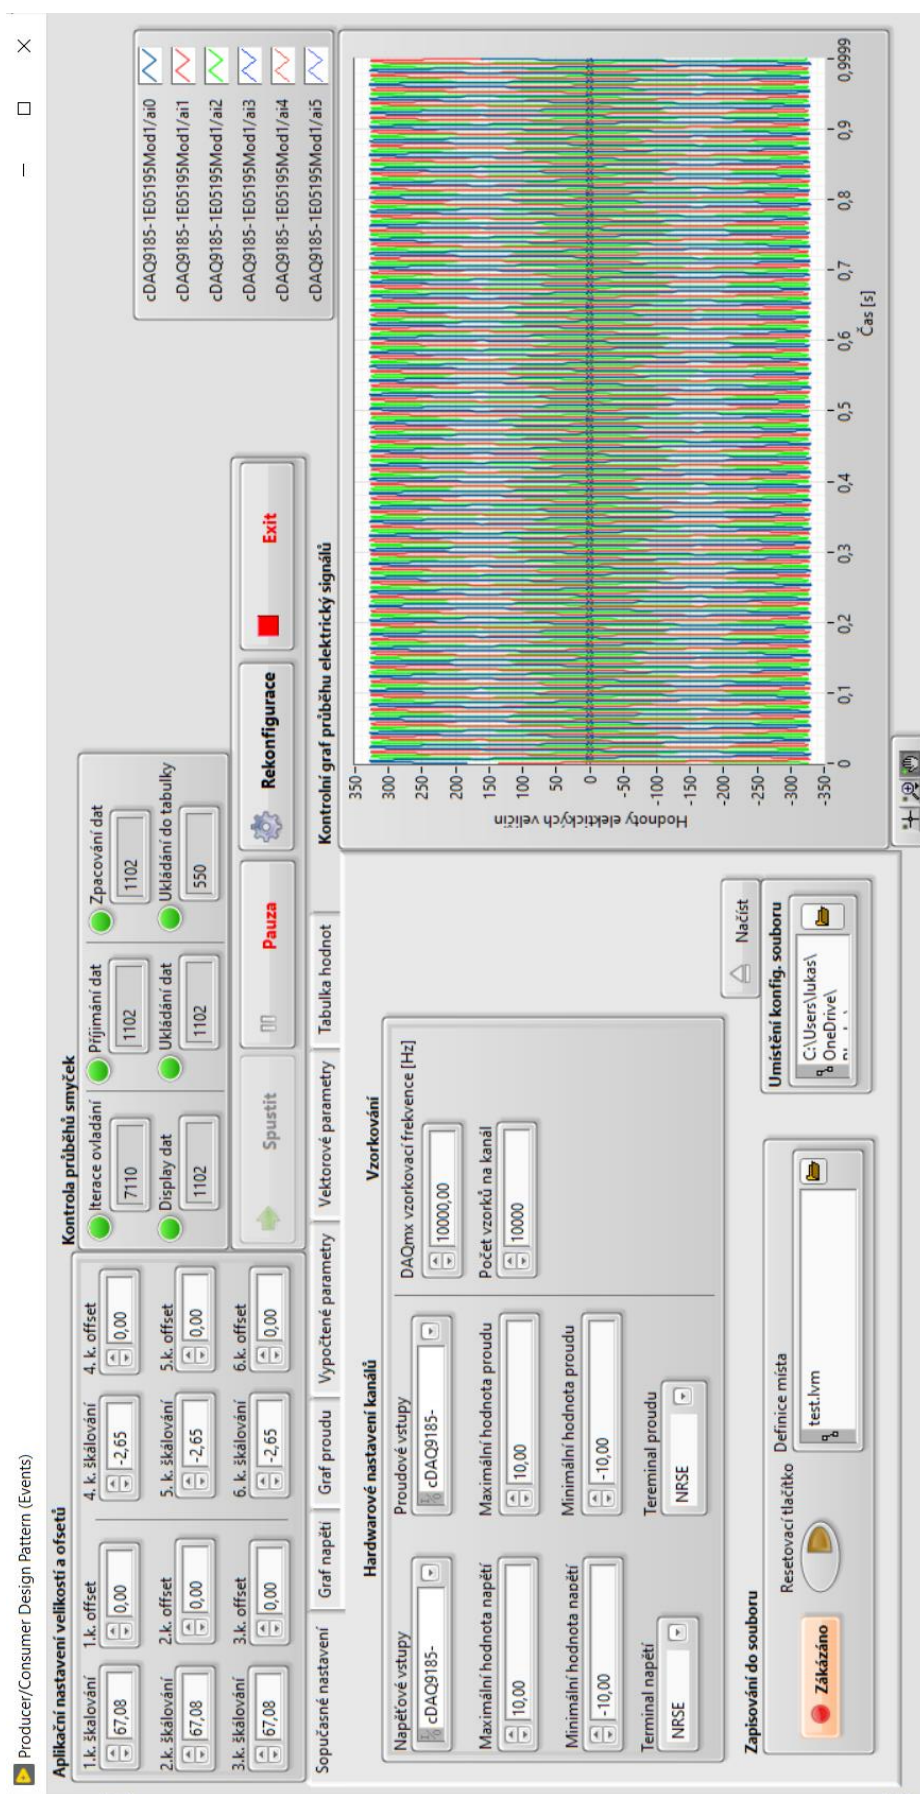 Producer/Consumer Design Pattern (Events)
Aplikační nastavení velikostí a ofsetů
1.k. škálování
67,08
1.k. offset
0,00
4. k. škálování
-2,65
4. k. offset
0,00
2.k. škálování
67,08
2.k. offset
0,00
5. k. škálování
-2,65
5.k. offset
0,00
3.k. škálování
67,08
3.k. offset
0,00
6. k. škálování
-2,65
6.k. offset
0,00
Kontrola průběhů smyček
Iterace ovladání
7110
Příjimání dat
1102
Zpacování dat
1102
Display dat
1102
Ukládání dat
1102
Ukládání do tabulky
550
Spustit
Pauza
Rekonfigurace
Exit
cDAQ9185-1E05195Mod1/ai0
cDAQ9185-1E05195Mod1/ai1
cDAQ9185-1E05195Mod1/ai2
cDAQ9185-1E05195Mod1/ai3
cDAQ9185-1E05195Mod1/ai4
cDAQ9185-1E05195Mod1/ai5
Sopučasné nastavení
Graf napětí
Graf proudu
Vypočtené parametry
Vektorové parametry
Tabulka hodnot
Hardwarové nastavení kanálů
Vzorkování
Napěťové vstupy
cDAQ9185-
Proudové vstupy
cDAQ9185-
DAQmx vzorkovací frekvence [Hz]
10000,00
Maximální hodnota napětí
10,00
Maximální hodnota proudu
10,00
Počet vzorků na kanál
10000
Minimální hodnota napětí
-10,00
Minimální hodnota proudu
-10,00
Terminal napětí
NRSE
Tereminal proudu
NRSE
Načíst
Zapisování do souboru
Zákázáno
Resetovací tlačítko
Definice místa
test.lvm
Umístění konfig. souboru
C:\Users\lukas\
OneDrive\
Kontrolní graf průběhu elektrický signálů
Hodnoty elektických veličin
350
300
250
200
150
100
50
0
-50
-100
-150
-200
-250
-300
-350
0
0,1
0,2
0,3
0,4
0,5
0,6
0,7
0,8
0,9
0,9999
Čas [s]